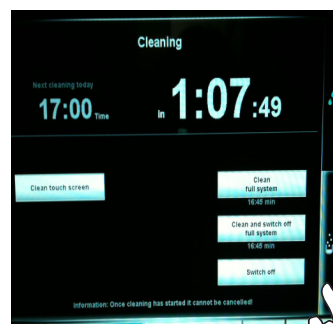 Cleaning
Next cleaning today
17:00 Time
in 1:07:49
Clean touch screen
Clean
full system
16:45 min
Clean and switch off
full system
16:45 min
Switch off
Information: Once cleaning has started it cannot be cancelled!